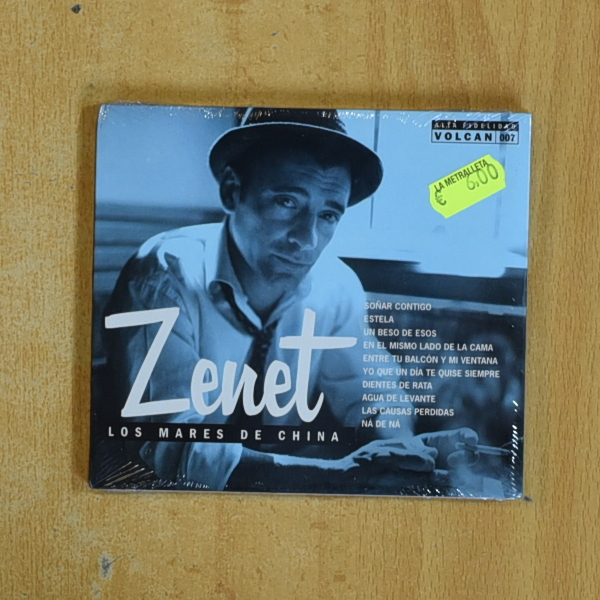 ALTA FIDELIDAD
VOLCAN 007
LA METRALLETA
€ 6,00
SOÑAR CONTIGO
ESTELA
UN BESO DE ESOS
EN EL MISMO LADO DE LA CAMA
ENTRE TU BALCÓN Y MI VENTANA
YO QUE UN DÍA TE QUISE SIEMPRE
DIENTES DE RATA
AGUA DE LEVANTE
LAS CAUSAS PERDIDAS
NÁ DE NÁ
Zenet
LOS MARES DE CHINA